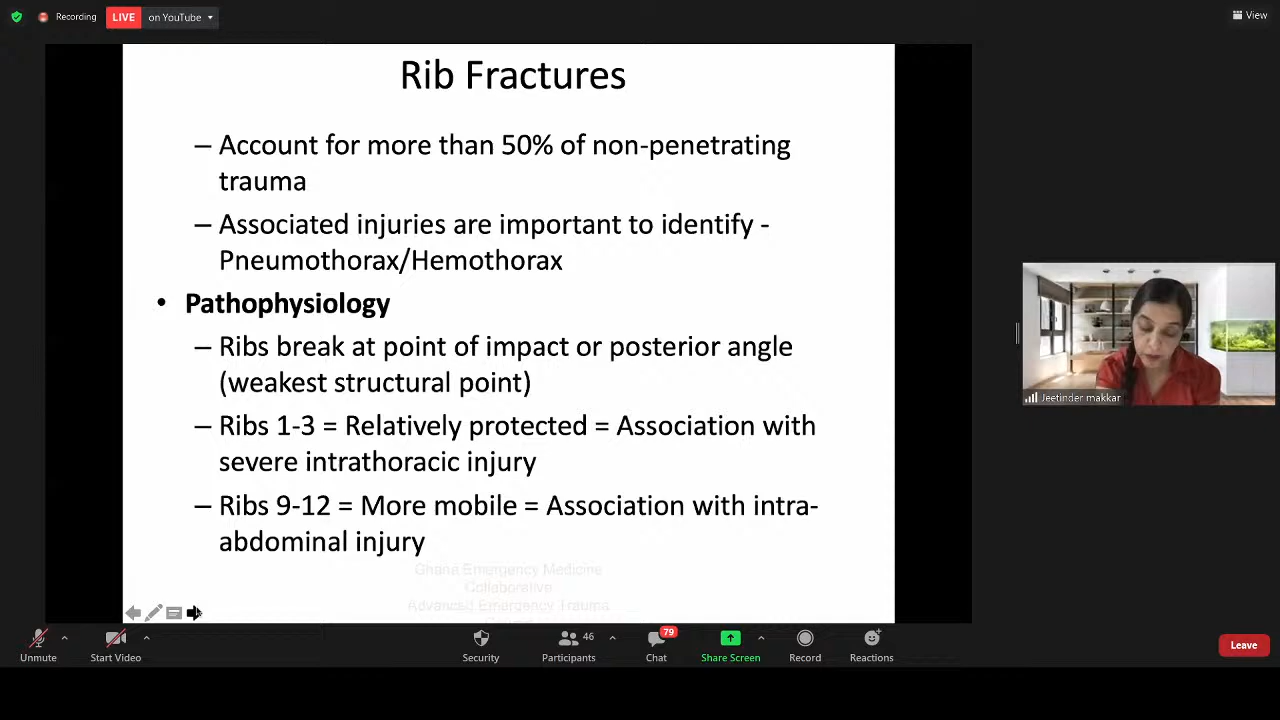 Recording
LIVE on YouTube
View
Rib Fractures
– Account for more than 50% of non-penetrating
trauma
– Associated injuries are important to identify -
Pneumothorax/Hemothorax
• Pathophysiology
– Ribs break at point of impact or posterior angle
(weakest structural point)
– Ribs 1-3 = Relatively protected = Association with
severe intrathoracic injury
– Ribs 9-12 = More mobile = Association with intra-
abdominal injury
Ghana Emergency Medicine
Collaborative
Advanced Emergency Trauma
Jeetinder makkar
46
79
Unmute
Start Video
Security
Participants
Chat
Share Screen
Record
Reactions
Leave